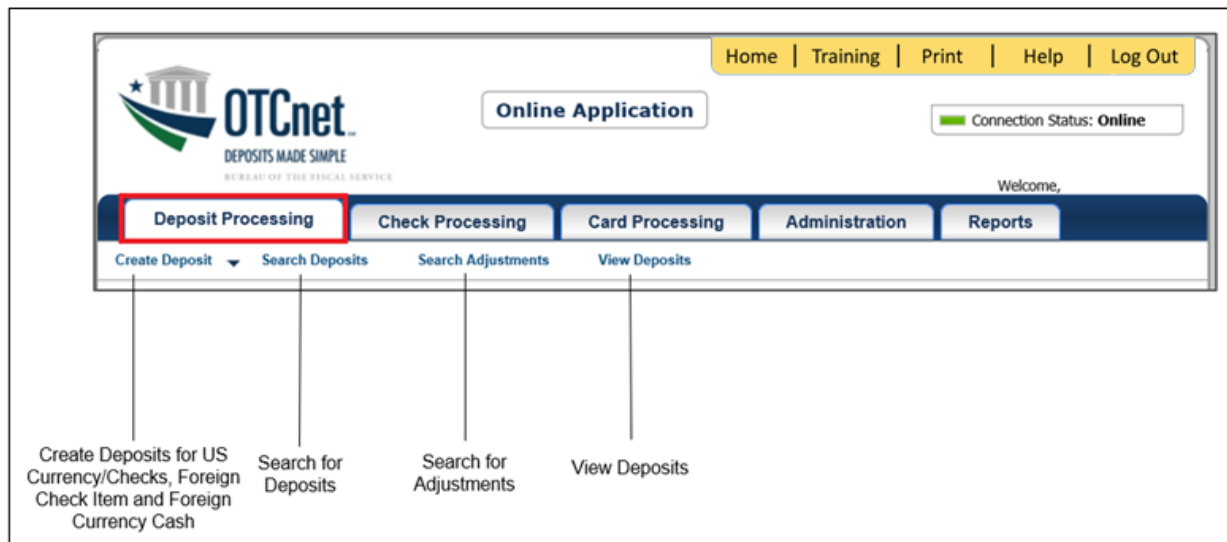 Home | Training | Print | Help | Log Out
OTCnet™
DEPOSITS MADE SIMPLE
BUREAU OF THE FISCAL SERVICE
Online Application
Connection Status: Online
Welcome,
Deposit Processing Check Processing Card Processing Administration Reports
Create Deposit Search Deposits Search Adjustments View Deposits
Create Deposits for US
Currency/Checks, Foreign
Check Item and Foreign
Currency Cash
Search for
Deposits
Search for
Adjustments
View Deposits